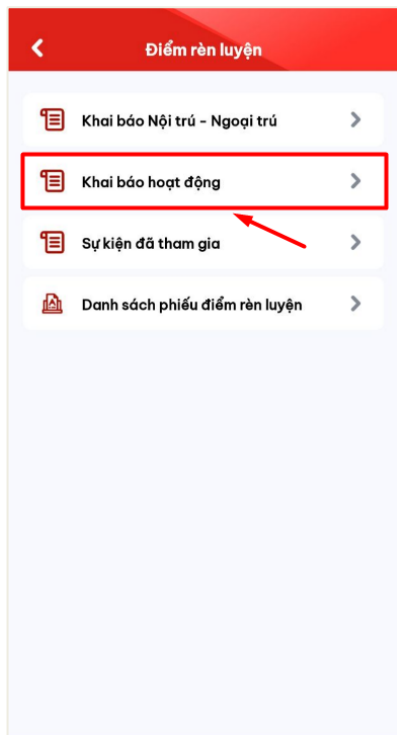 Điểm rèn luyện
Khai báo Nội trú - Ngoại trú
Khai báo hoạt động
Sự kiện đã tham gia
Danh sách phiếu điểm rèn luyện